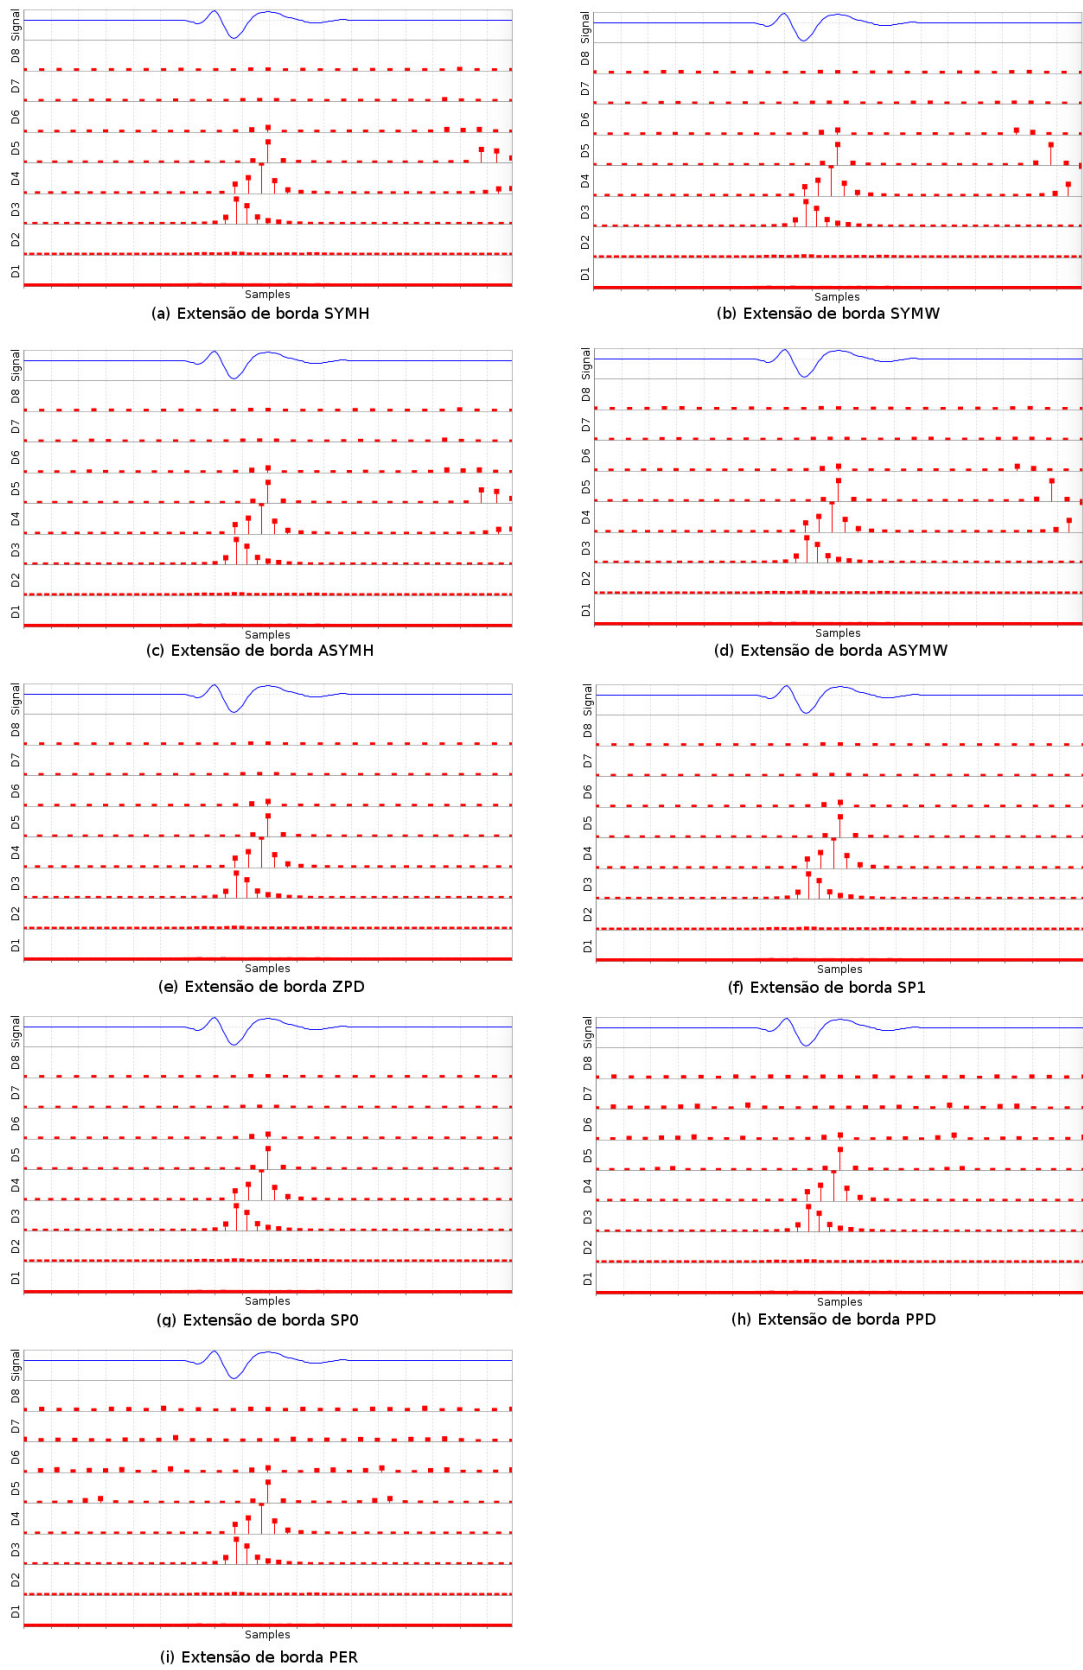 Signal
D8
D7
D6
D5
D4
D3
D2
D1
Samples
(a) Extensão de borda SYMH
Signal
D8
D7
D6
D5
D4
D3
D2
D1
Samples
(b) Extensão de borda SYMW
Signal
D8
D7
D6
D5
D4
D3
D2
D1
Samples
(c) Extensão de borda ASYMH
Signal
D8
D7
D6
D5
D4
D3
D2
D1
Samples
(d) Extensão de borda ASYMW
Signal
D8
D7
D6
D5
D4
D3
D2
D1
Samples
(e) Extensão de borda ZPD
Signal
D8
D7
D6
D5
D4
D3
D2
D1
Samples
(f) Extensão de borda SP1
Signal
D8
D7
D6
D5
D4
D3
D2
D1
Samples
(g) Extensão de borda SP0
Signal
D8
D7
D6
D5
D4
D3
D2
D1
Samples
(h) Extensão de borda PPD
Signal
D8
D7
D6
D5
D4
D3
D2
D1
Samples
(i) Extensão de borda PER